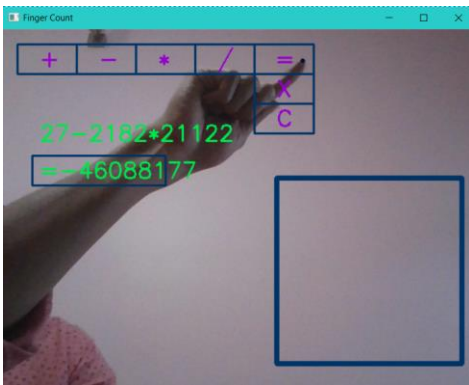 Finger Count
+ - * / =
X
C
27-2182*21122
=-46088177